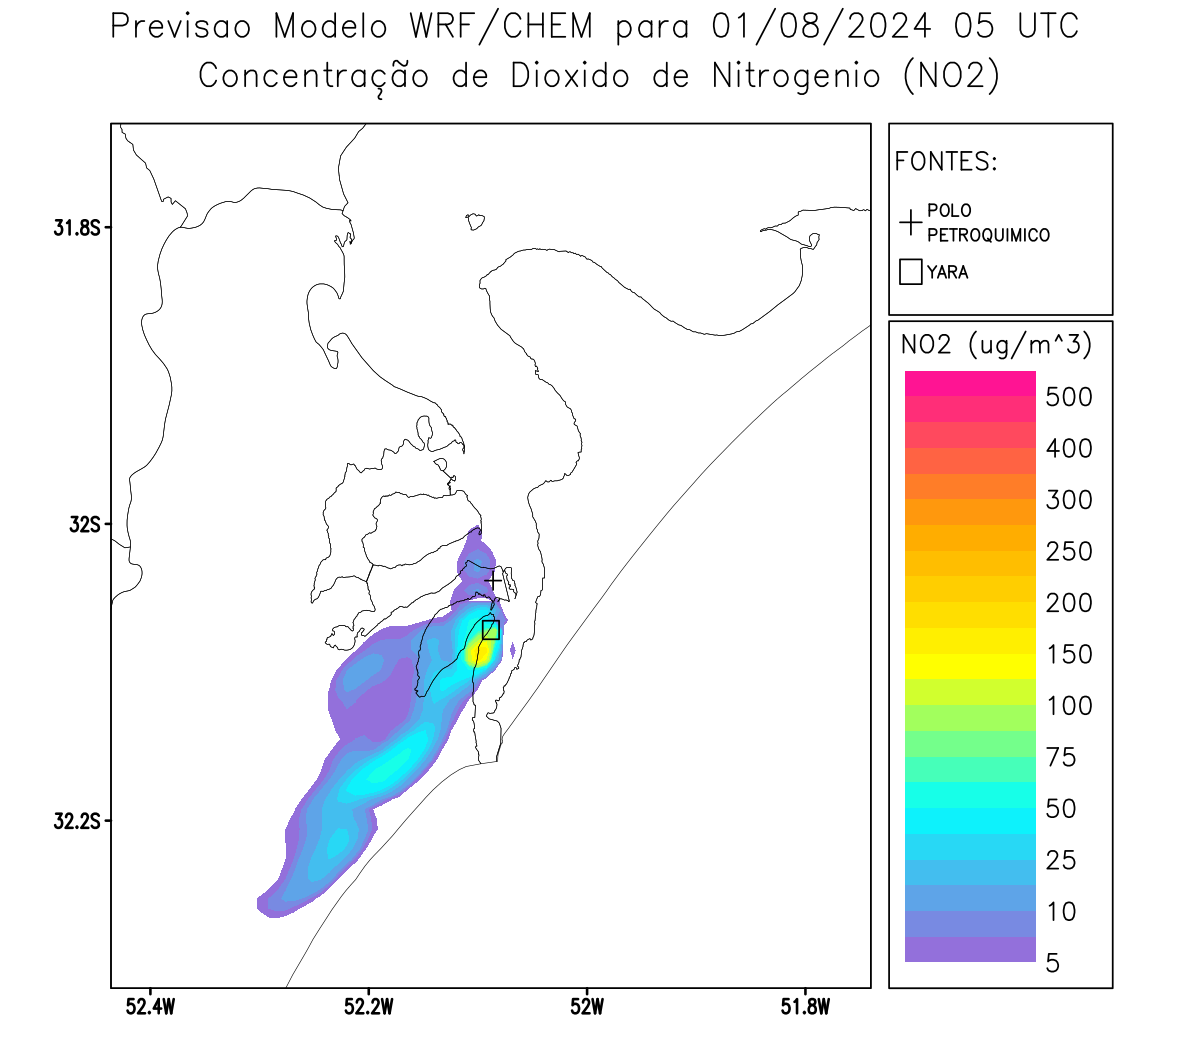 Previsao Modelo WRF/CHEM para 01/08/2024 05 UTC
Concentração de Dioxido de Nitrogenio (NO2)
FONTES:
POLO
PETROQUIMICO
YARA
NO2 (ug/m^3)
500
400
300
250
200
150
100
75
50
25
10
5
31.8S
32S
32.2S
52.4W
52.2W
52W
51.8W